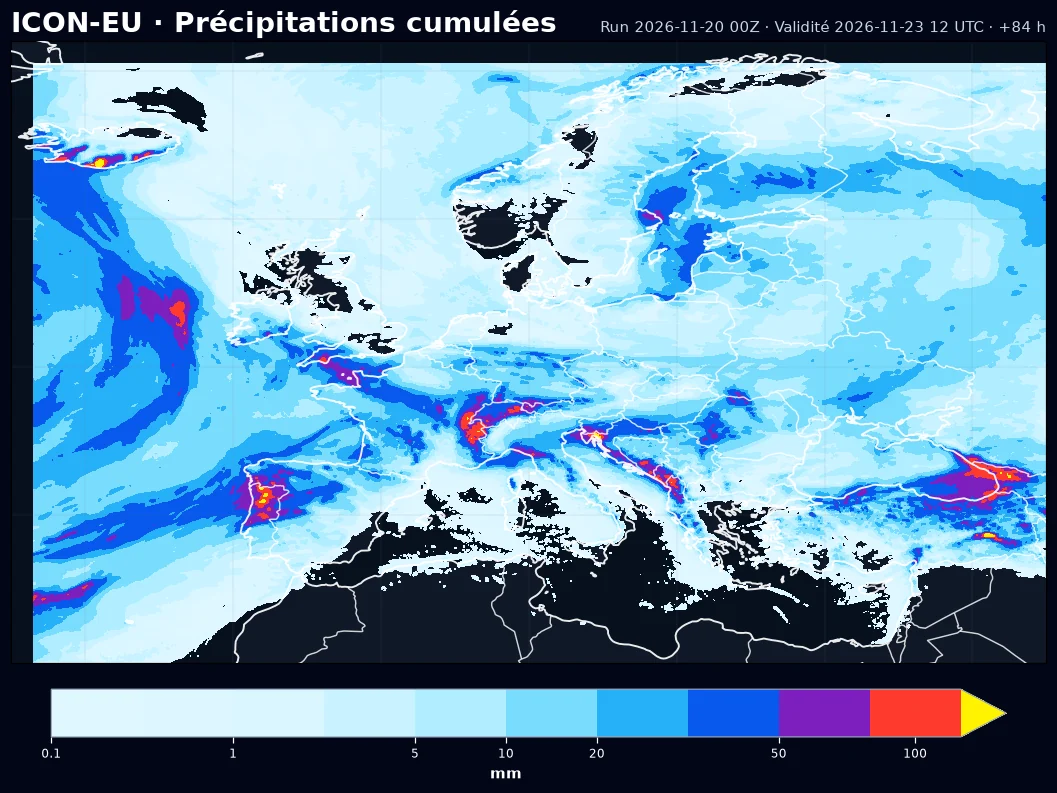 ICON-EU · Précipitations cumulées
Run 2026-11-20 00Z · Validité 2026-11-23 12 UTC · +84 h
0.1 1 5 10 20 50 100
mm